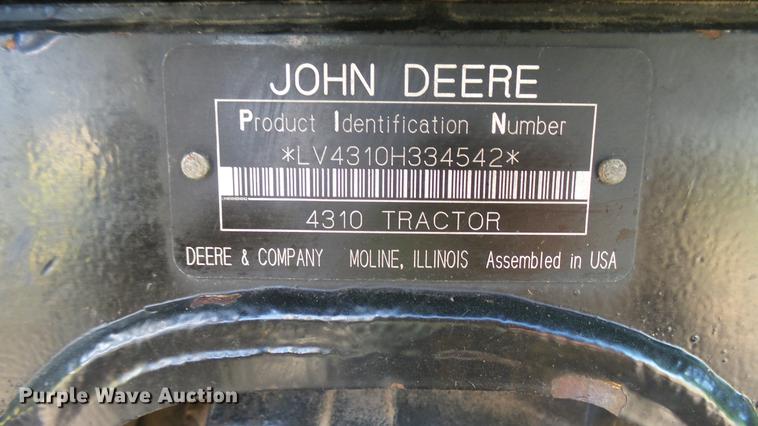 JOHN DEERE
Product Identification Number
*LV4310H334542*
4310 TRACTOR
DEERE & COMPANY MOLINE, ILLINOIS Assembled in USA
Purple Wave Auction